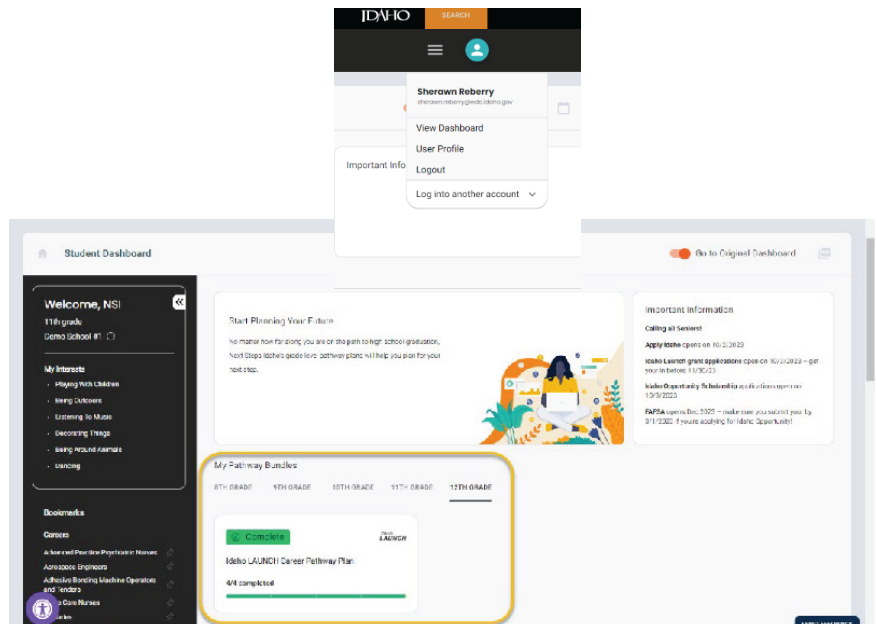 IDAHO
SEARCH
Sherawn Reberry
sherawn.reberry@wdc.idaho.gov
View Dashboard
User Profile
Logout
Log into another account
Important Info
Student Dashboard
Go to Original Dashboard
Welcome, NSI
11th grade
Demo School #1
My Interests
Playing With Children
Being Outdoors
Listening To Music
Decorating Things
Being Around Animals
Dancing
Bookmarks
Careers
Advanced Practice Psychiatric Nurses
Aerospace Engineers
Adhesive Bonding Machine Operators
and Tenders
Care Nurses
Start Planning Your Future
No matter how far along you are on the path to high school graduation,
Next Steps Idaho's grade level pathway plans will help you plan for your
next step.
Important Information
Calling all Seniors!
Apply Idaho opens on 10/2/2023
Idaho Launch grant applications open on 10/2/2023 – get
your in before 11/30/23
Idaho Opportunity Scholarship applications open on
10/3/2023
FAFSA opens Dec 2023 – make sure you submit your by
3/1/2023 if you're applying for Idaho Opportunity!
My Pathway Bundles
8TH GRADE
9TH GRADE
10TH GRADE
11TH GRADE
12TH GRADE
Complete
LAUNCH
Idaho LAUNCH Career Pathway Plan
4/4 completed